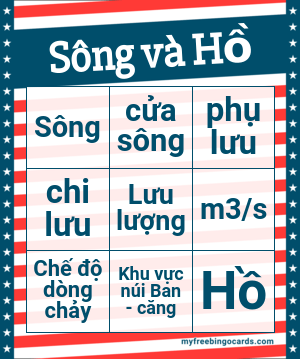 Sông và Hồ
Sông
cửa
sông
phụ
lưu
chi
lưu
Lưu
lượng
m3/s
Chế độ
dòng
chảy
Khu vực
núi Bán
- căng
Hồ
myfreebingocards.com